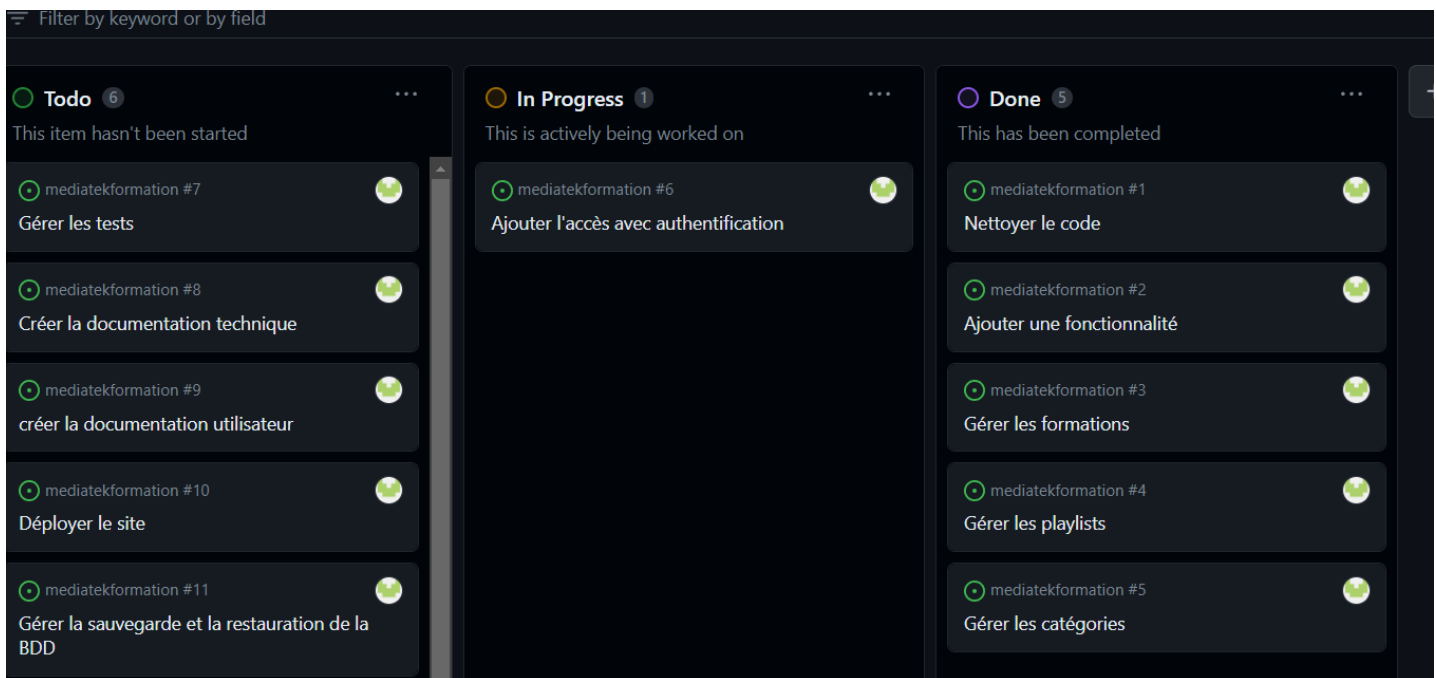 Filter by keyword or by field
Todo 6
This item hasn't been started
mediatekformation #7
Gérer les tests
mediatekformation #8
Créer la documentation technique
mediatekformation #9
créer la documentation utilisateur
mediatekformation #10
Déployer le site
mediatekformation #11
Gérer la sauvegarde et la restauration de la
BDD
In Progress 1
This is actively being worked on
mediatekformation #6
Ajouter l'accès avec authentification
Done 5
This has been completed
mediatekformation #1
Nettoyer le code
mediatekformation #2
Ajouter une fonctionnalité
mediatekformation #3
Gérer les formations
mediatekformation #4
Gérer les playlists
mediatekformation #5
Gérer les catégories